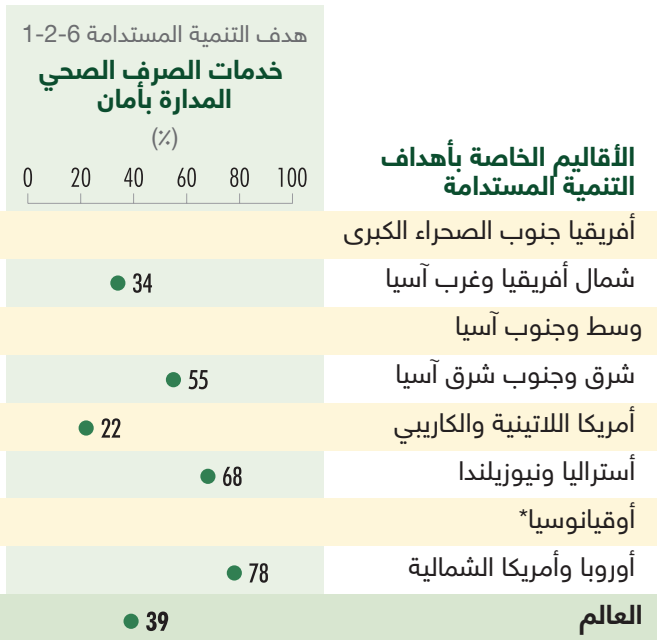 هدف التنمية المستدامة 6-2-1
خدمات الصرف الصحي
المدارة بأمان
(٪)
0 20 40 60 80 100
الأقاليم الخاصة بأهداف
التنمية المستدامة
أفريقيا جنوب الصحراء الكبرى
شمال أفريقيا وغرب آسيا 34
وسط وجنوب آسيا
شرق وجنوب شرق آسيا 55
أمريكا اللاتينية والكاريبي 22
أستراليا ونيوزيلندا 68
أوقيانوسيا*
أوروبا وأمريكا الشمالية 78
العالم 39